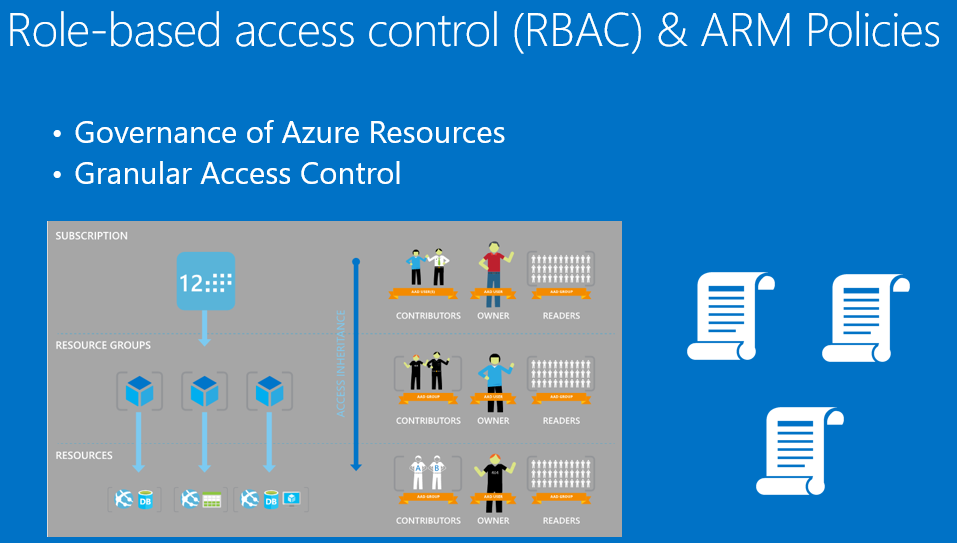 Role-based access control (RBAC) & ARM Policies
• Governance of Azure Resources
• Granular Access Control
SUBSCRIPTION
12
AAD USER(S)
AAD USER
AAD GROUP
CONTRIBUTORS
OWNER
READERS
ACCESS INHERITANCE
RESOURCE GROUPS
AAD GROUP
AAD USER
AAD GROUP
CONTRIBUTORS
OWNER
READERS
RESOURCES
DB
DB
A
B
AAD GROUP
AAD USER
AAD GROUP
CONTRIBUTORS
OWNER
READERS